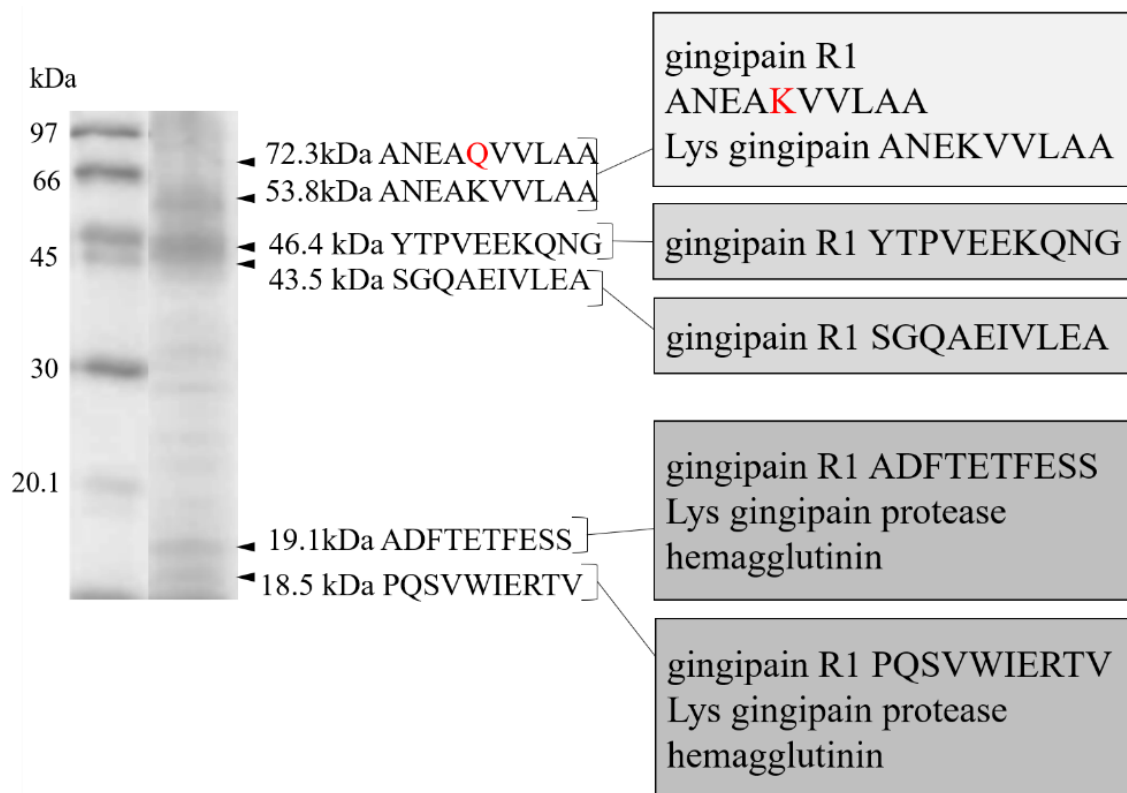 kDa
97
66
45
30
20.1
72.3kDa ANEAQVVLAA
53.8kDa ANEAKVVLAA
46.4 kDa YTPVEEKQNG
43.5 kDa SGQAEIVLEA
19.1kDa ADFTETFESS
18.5 kDa PQSVWIERTV
gingipain R1
ANEAKVVLAA
Lys gingipain ANEKVVLAA
gingipain R1 YTPVEEKQNG
gingipain R1 SGQAEIVLEA
gingipain R1 ADFTETFESS
Lys gingipain protease
hemagglutinin
gingipain R1 PQSVWIERTV
Lys gingipain protease
hemagglutinin